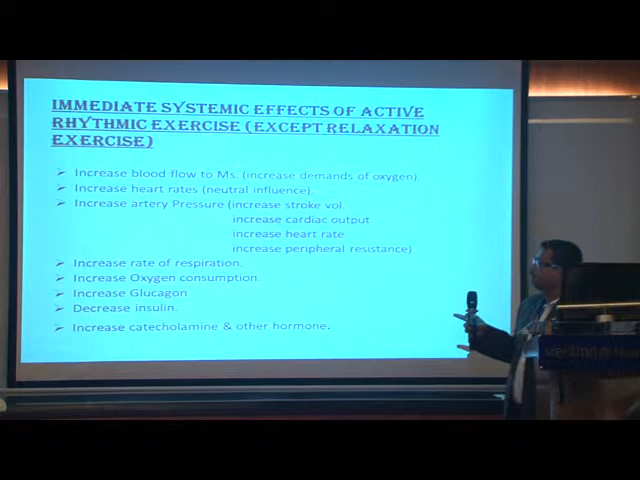 IMMEDIATE SYSTEMIC EFFECTS OF ACTIVE
RHYTHMIC EXERCISE (EXCEPT RELAXATION
EXERCISE)
➢ Increase blood flow to Ms. (increase demands of oxygen).
➢ Increase heart rates (neutral influence).
➢ Increase artery Pressure (increase stroke vol.
increase cardiac output
increase heart rate
increase peripheral resistance)
➢ Increase rate of respiration.
➢ Increase Oxygen consumption.
➢ Increase Glucagon
➢ Decrease insulin.
➢ Increase catecholamine & other hormone.